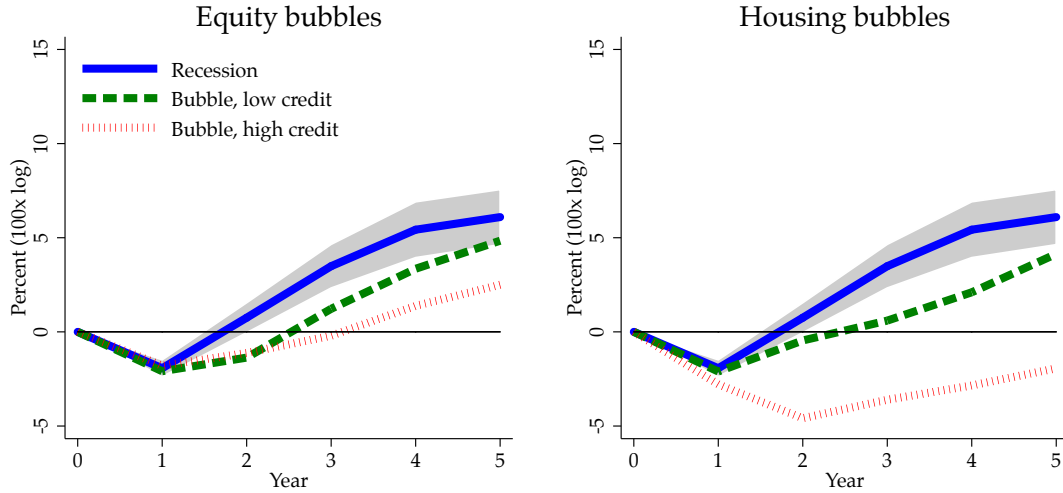 Equity bubbles
Percent (100x log)
15
10
5
0
-5
Recession
Bubble, low credit
Bubble, high credit
0 1 2 3 4 5
Year
Housing bubbles
Percent (100x log)
15
10
5
0
-5
0 1 2 3 4 5
Year